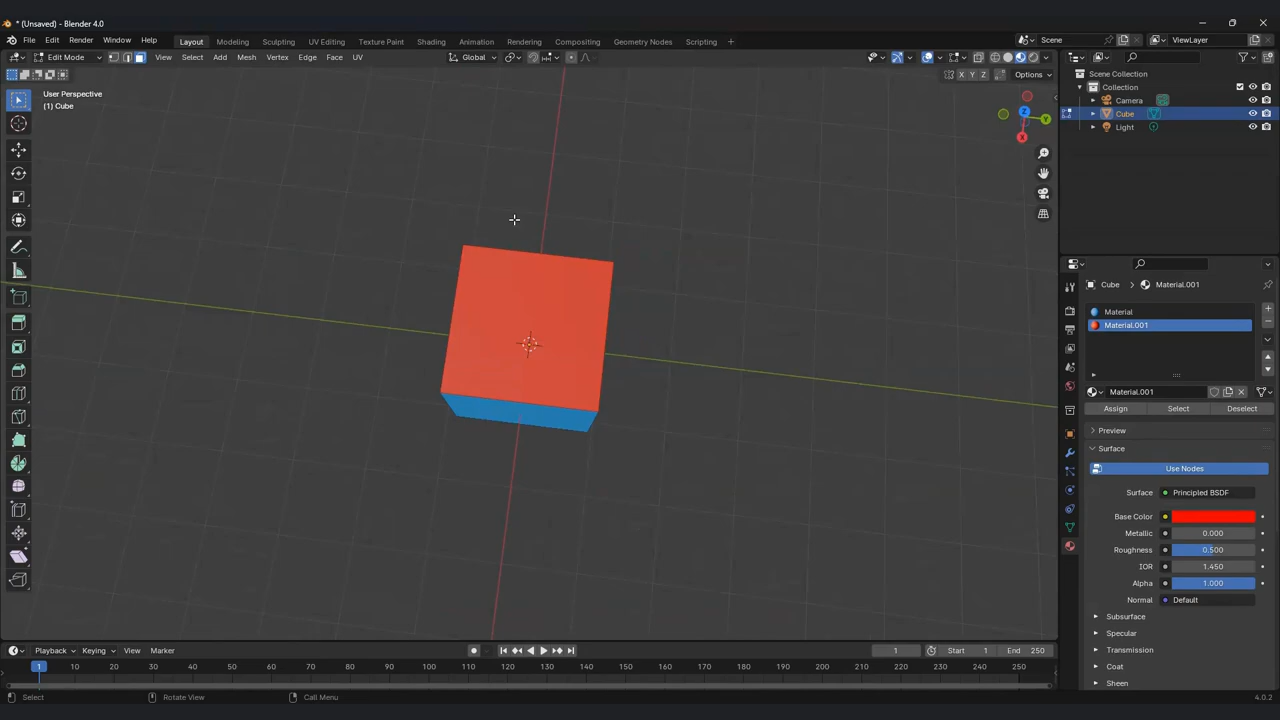 * (Unsaved) - Blender 4.0
File Edit Render Window Help Layout Modeling Sculpting UV Editing Texture Paint Shading Animation Rendering Compositing Geometry Nodes Scripting + Scene ViewLayer
Edit Mode View Select Add Mesh Vertex Edge Face UV Global
X Y Z Options
User Perspective
(1) Cube
Z
Y
X
Scene Collection
Collection
Camera
Cube
Light
Cube > Material.001
Material
Material.001
Material.001
Assign Select Deselect
Preview
Surface
Use Nodes
Surface Principled BSDF
Base Color
Metallic 0.000
Roughness 0.500
IOR 1.450
Alpha 1.000
Normal Default
Subsurface
Specular
Transmission
Coat
Sheen
Playback Keying View Marker 1 Start 1 End 250
1 10 20 30 40 50 60 70 80 90 100 110 120 130 140 150 160 170 180 190 200 210 220 230 240 250
Select Rotate View Call Menu 4.0.2